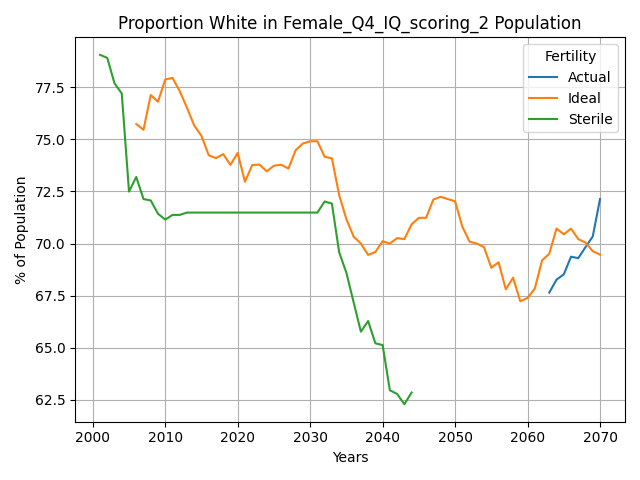 Proportion White in Female_Q4_IQ_scoring_2 Population
Fertility
Actual
Ideal
Sterile
% of Population
77.5
75.0
72.5
70.0
67.5
65.0
62.5
2000 2010 2020 2030 2040 2050 2060 2070
Years